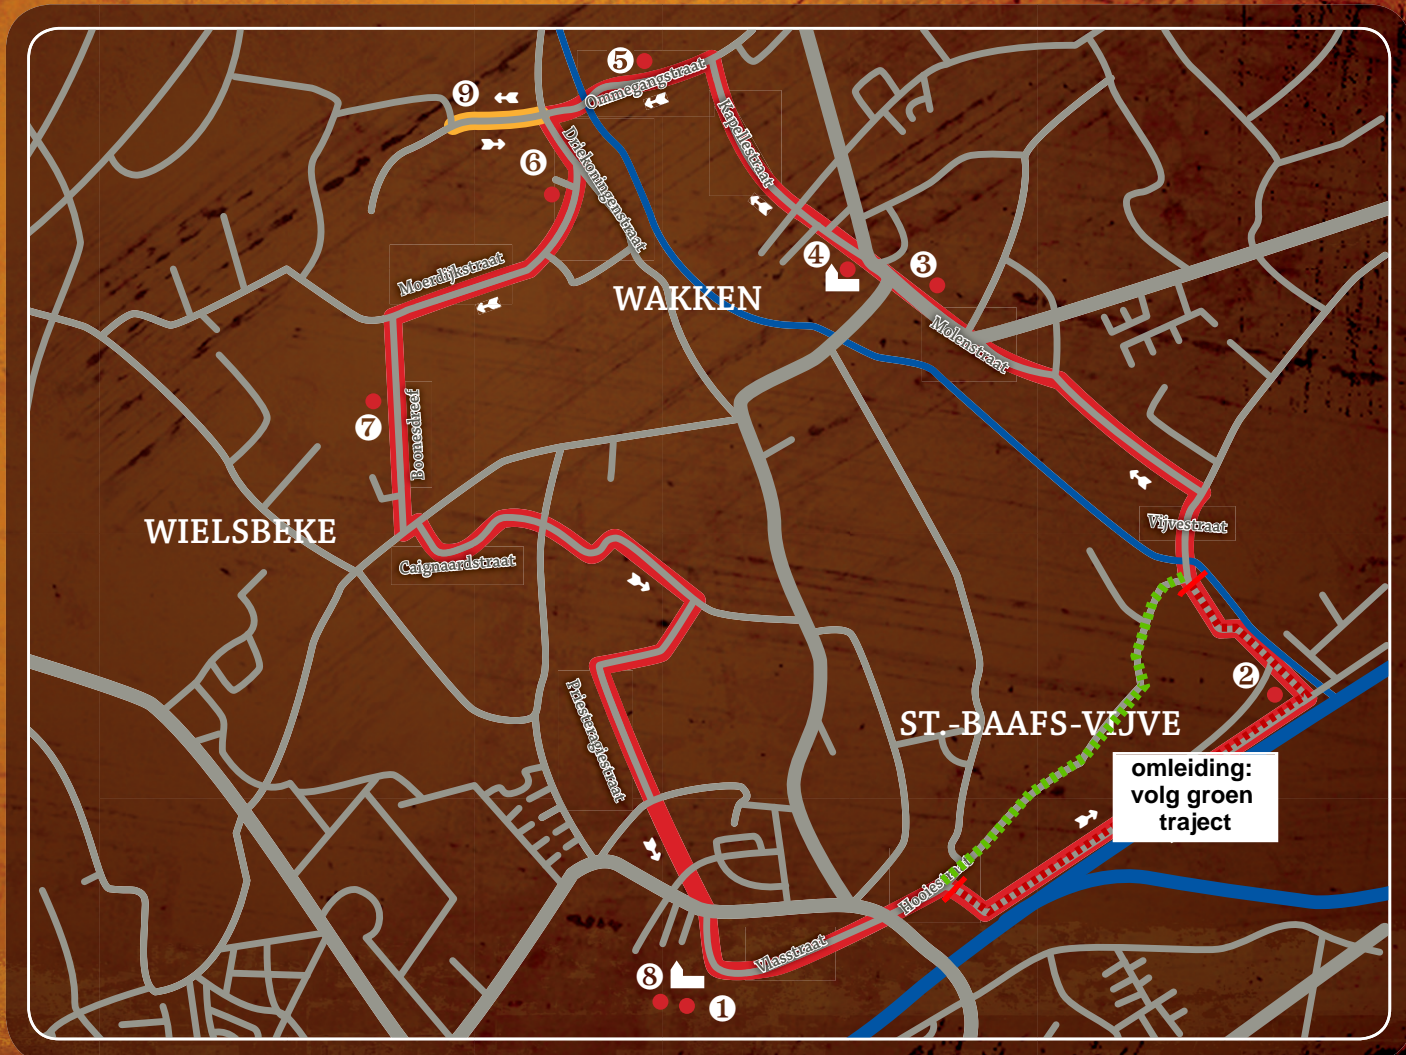 5
Ommegangstraat
9
Kapellestraat
Driekoningenstraat
6
4
3
Moerdijkstraat
WAKKEN
Molenstraat
7
Boonesdreef
WIELSBEKE
Vijvestraat
Caignaardstraat
2
Priesteragiestraat
ST.-BAAFS-VIJVE
omleiding:
volg groen
traject
Hooiestraat
Vlasstraat
8
1